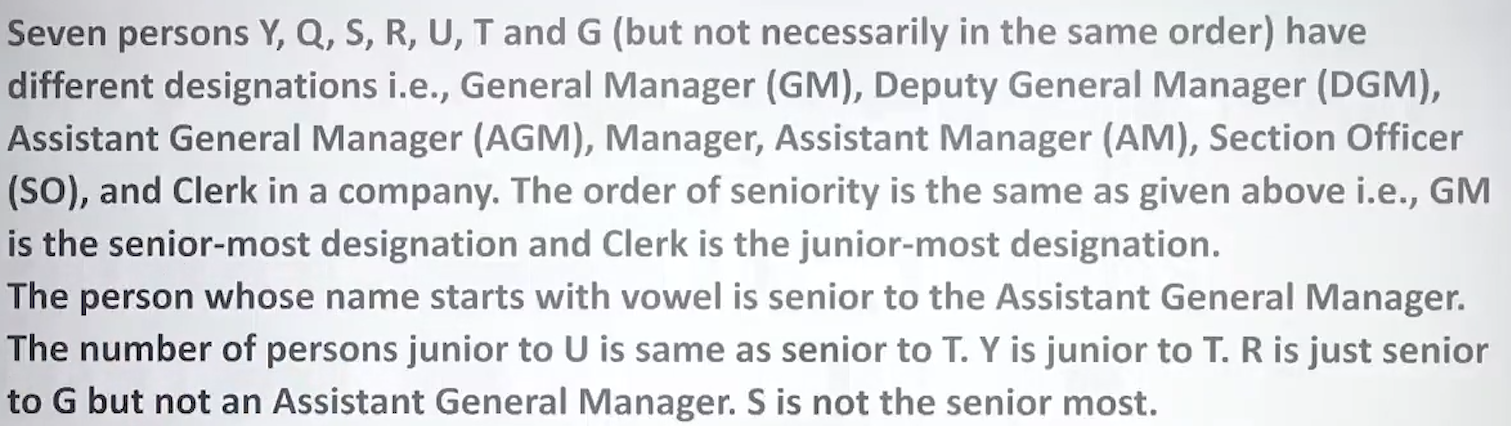 Seven persons Y, Q, S, R, U, T and G (but not necessarily in the same order) have
different designations i.e., General Manager (GM), Deputy General Manager (DGM),
Assistant General Manager (AGM), Manager, Assistant Manager (AM), Section Officer
(SO), and Clerk in a company. The order of seniority is the same as given above i.e., GM
is the senior-most designation and Clerk is the junior-most designation.
The person whose name starts with vowel is senior to the Assistant General Manager.
The number of persons junior to U is same as senior to T. Y is junior to T. R is just senior
to G but not an Assistant General Manager. S is not the senior most.